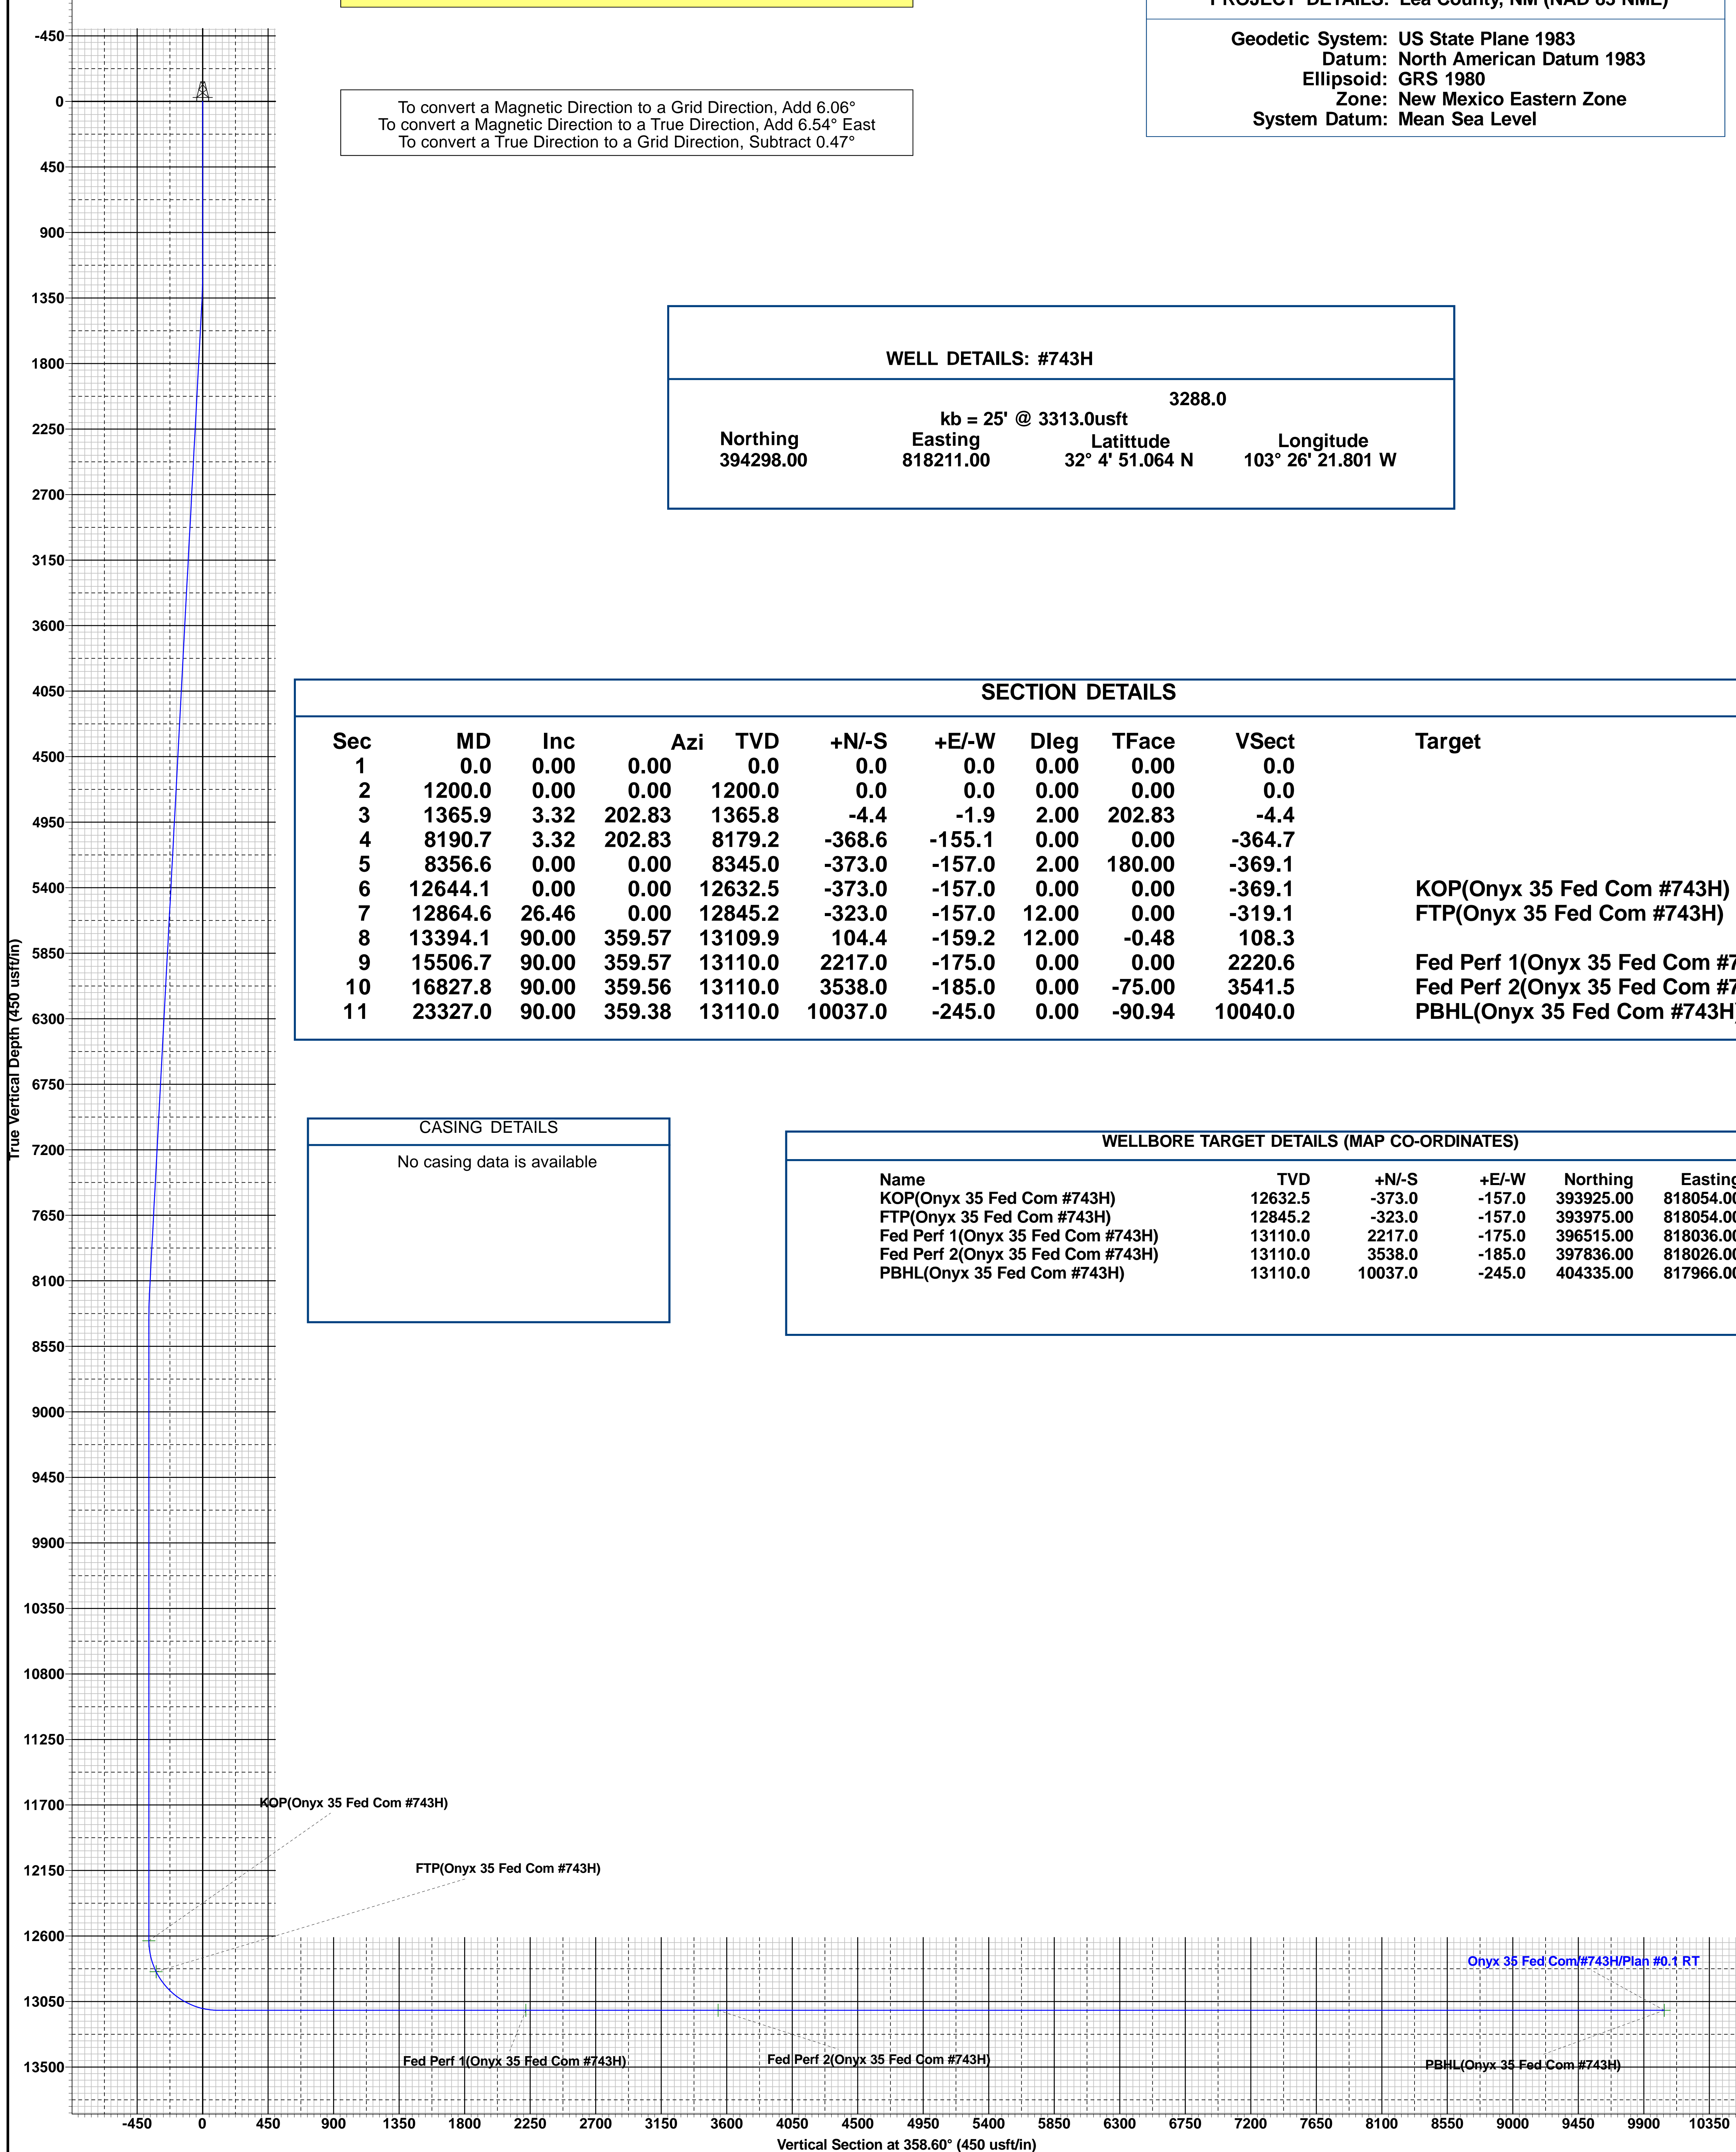 PROJECT DETAILS: Lea County, NM (NAD 83 NME)
Geodetic System: US State Plane 1983
Datum: North American Datum 1983
Ellipsoid: GRS 1980
Zone: New Mexico Eastern Zone
System Datum: Mean Sea Level
To convert a Magnetic Direction to a Grid Direction, Add 6.06°
To convert a Magnetic Direction to a True Direction, Add 6.54° East
To convert a True Direction to a Grid Direction, Subtract 0.47°
WELL DETAILS: #743H
3288.0
kb = 25' @ 3313.0usft
Northing Easting Latittude Longitude
394298.00 818211.00 32° 4' 51.064 N 103° 26' 21.801 W
SECTION DETAILS
Sec MD Inc Azi TVD +N/-S +E/-W Dleg TFace VSect Target
1 0.0 0.00 0.00 0.0 0.0 0.0 0.00 0.00 0.0
2 1200.0 0.00 0.00 1200.0 0.0 0.0 0.00 0.00 0.0
3 1365.9 3.32 202.83 1365.8 -4.4 -1.9 2.00 202.83 -4.4
4 8190.7 3.32 202.83 8179.2 -368.6 -155.1 0.00 0.00 -364.7
5 8356.6 0.00 0.00 8345.0 -373.0 -157.0 2.00 180.00 -369.1
6 12644.1 0.00 0.00 12632.5 -373.0 -157.0 0.00 0.00 -369.1 KOP(Onyx 35 Fed Com #743H)
7 12864.6 26.46 0.00 12845.2 -323.0 -157.0 12.00 0.00 -319.1 FTP(Onyx 35 Fed Com #743H)
8 13394.1 90.00 359.57 13109.9 104.4 -159.2 12.00 -0.48 108.3
9 15506.7 90.00 359.57 13110.0 2217.0 -175.0 0.00 0.00 2220.6 Fed Perf 1(Onyx 35 Fed Com #7
10 16827.8 90.00 359.56 13110.0 3538.0 -185.0 0.00 -75.00 3541.5 Fed Perf 2(Onyx 35 Fed Com #7
11 23327.0 90.00 359.38 13110.0 10037.0 -245.0 0.00 -90.94 10040.0 PBHL(Onyx 35 Fed Com #743H)
CASING DETAILS
No casing data is available
WELLBORE TARGET DETAILS (MAP CO-ORDINATES)
Name TVD +N/-S +E/-W Northing Easting
KOP(Onyx 35 Fed Com #743H) 12632.5 -373.0 -157.0 393925.00 818054.00
FTP(Onyx 35 Fed Com #743H) 12845.2 -323.0 -157.0 393975.00 818054.00
Fed Perf 1(Onyx 35 Fed Com #743H) 13110.0 2217.0 -175.0 396515.00 818036.00
Fed Perf 2(Onyx 35 Fed Com #743H) 13110.0 3538.0 -185.0 397836.00 818026.00
PBHL(Onyx 35 Fed Com #743H) 13110.0 10037.0 -245.0 404335.00 817966.00
True Vertical Depth (450 usft/in)
-450
0
450
900
1350
1800
2250
2700
3150
3600
4050
4500
4950
5400
5850
6300
6750
7200
7650
8100
8550
9000
9450
9900
10350
10800
11250
11700
12150
12600
13050
13500
KOP(Onyx 35 Fed Com #743H)
FTP(Onyx 35 Fed Com #743H)
Onyx 35 Fed Com/#743H/Plan #0.1 RT
Fed Perf 1(Onyx 35 Fed Com #743H)
Fed Perf 2(Onyx 35 Fed Com #743H)
PBHL(Onyx 35 Fed Com #743H)
-450 0 450 900 1350 1800 2250 2700 3150 3600 4050 4500 4950 5400 5850 6300 6750 7200 7650 8100 8550 9000 9450 9900 10350
Vertical Section at 358.60° (450 usft/in)